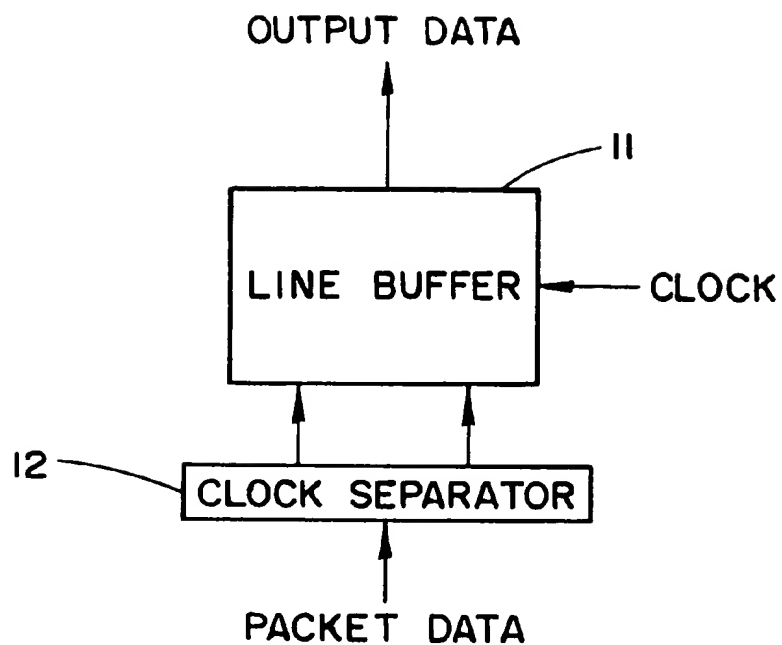 OUTPUT DATA
11
LINE BUFFER
CLOCK
12
CLOCK SEPARATOR
PACKET DATA